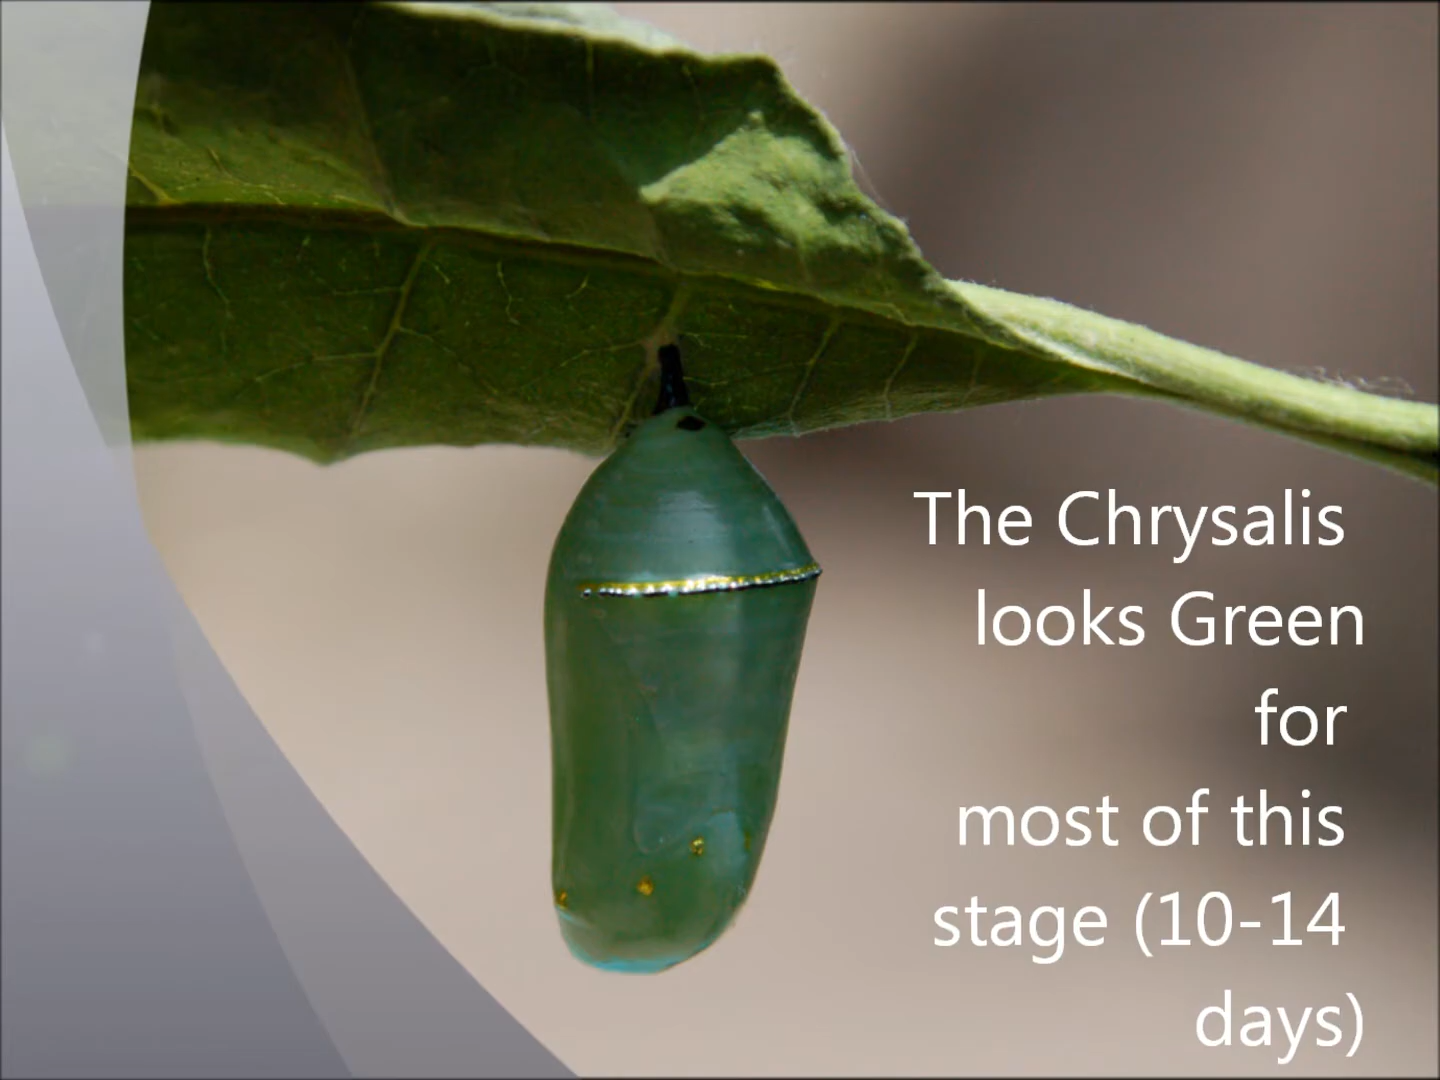 The Chrysalis
looks Green
for
most of this
stage (10-14
days)